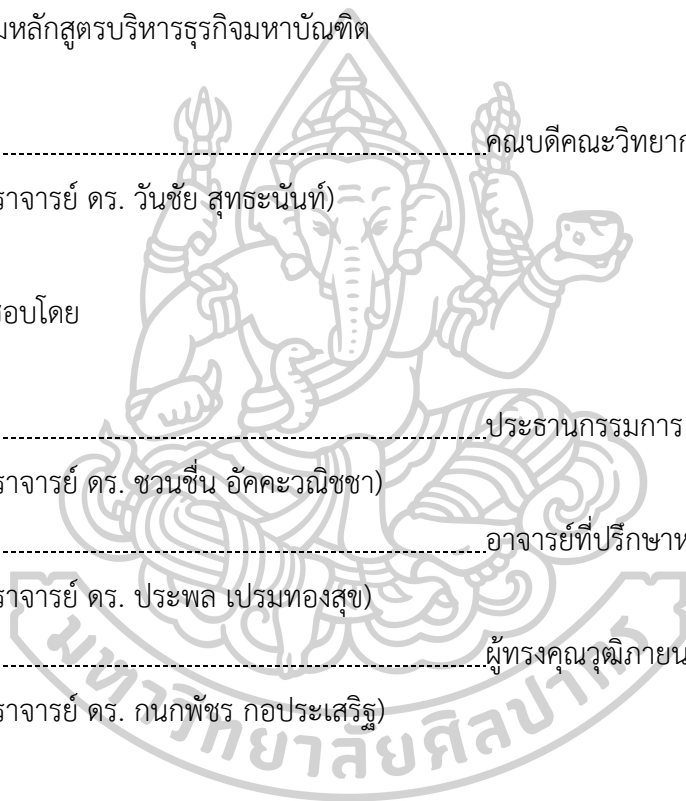 มหลักสูตรบริหารธุรกิจมหาบัณฑิต
คณบดีคณะวิทยาก
ราจารย์ ดร. วันชัย สุทธะนันท์)
สอบโดย
ประธานกรรมการ
ราจารย์ ดร. ชวนชื่น อัคคะวณิชชา)
อาจารย์ที่ปรึกษาห
ราจารย์ ดร. ประพล เปรมทองสุข)
ผู้ทรงคุณวุฒิภายน
ราจารย์ ดร. กนกพัชร กอประเสริฐ)
มหาวิทยาลัยศิลปากร